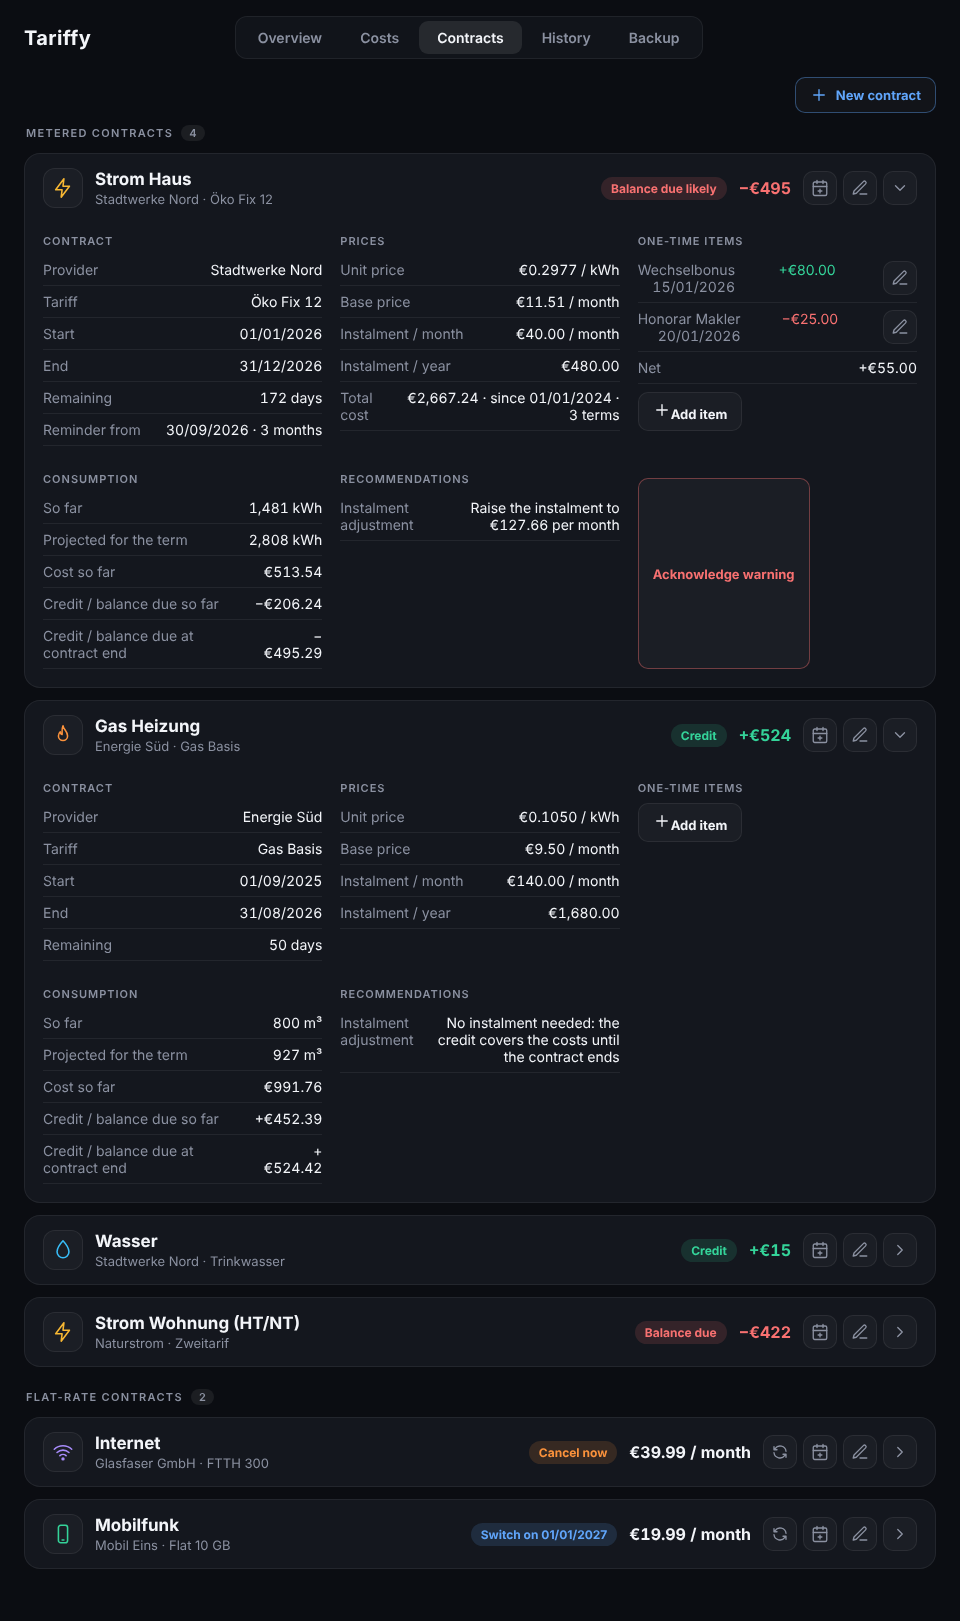 Tariffy
Overview Costs Contracts History Backup
New contract
METERED CONTRACTS 4
Strom Haus
Stadtwerke Nord · Öko Fix 12
Balance due likely −€495
CONTRACT
Provider Stadtwerke Nord
Tariff Öko Fix 12
Start 01/01/2026
End 31/12/2026
Remaining 172 days
Reminder from 30/09/2026 · 3 months
PRICES
Unit price €0.2977 / kWh
Base price €11.51 / month
Instalment / month €40.00 / month
Instalment / year €480.00
Total cost €2,667.24 · since 01/01/2024 ·
3 terms
ONE-TIME ITEMS
Wechselbonus +€80.00
15/01/2026
Honorar Makler −€25.00
20/01/2026
Net +€55.00
Add item
CONSUMPTION
So far 1,481 kWh
Projected for the term 2,808 kWh
Cost so far €513.54
Credit / balance due so far −€206.24
Credit / balance due at −
contract end €495.29
RECOMMENDATIONS
Instalment Raise the instalment to
adjustment €127.66 per month
Acknowledge warning
Gas Heizung
Energie Süd · Gas Basis
Credit +€524
CONTRACT
Provider Energie Süd
Tariff Gas Basis
Start 01/09/2025
End 31/08/2026
Remaining 50 days
PRICES
Unit price €0.1050 / kWh
Base price €9.50 / month
Instalment / month €140.00 / month
Instalment / year €1,680.00
ONE-TIME ITEMS
Add item
CONSUMPTION
So far 800 m³
Projected for the term 927 m³
Cost so far €991.76
Credit / balance due so far +€452.39
Credit / balance due at +
contract end €524.42
RECOMMENDATIONS
Instalment No instalment needed: the
adjustment credit covers the costs until
the contract ends
Wasser
Stadtwerke Nord · Trinkwasser
Credit +€15
Strom Wohnung (HT/NT)
Naturstrom · Zweitarif
Balance due −€422
FLAT-RATE CONTRACTS 2
Internet
Glasfaser GmbH · FTTH 300
Cancel now €39.99 / month
Mobilfunk
Mobil Eins · Flat 10 GB
Switch on 01/01/2027 €19.99 / month